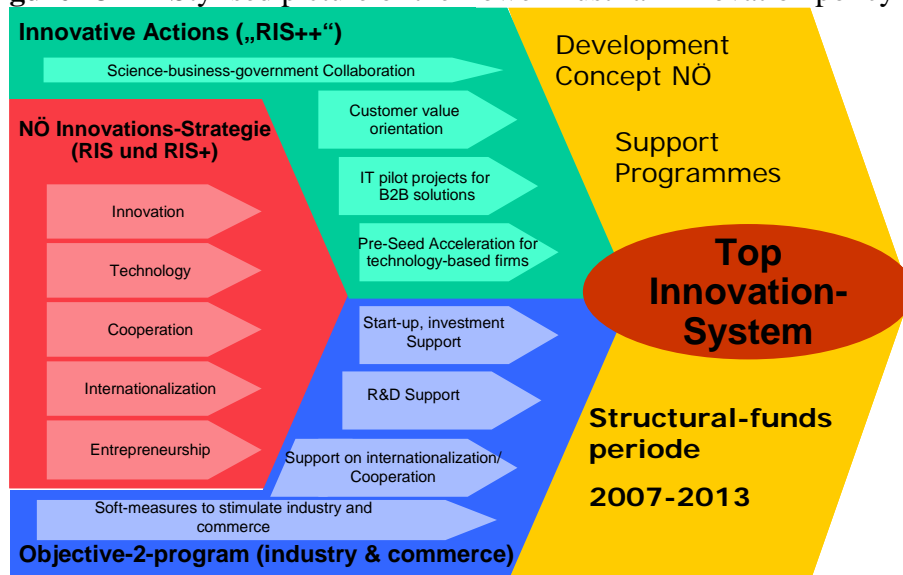 Innovative Actions („RIS++“)
Science-business-government Collaboration
Customer value
orientation
IT pilot projects for
B2B solutions
Pre-Seed Acceleration for
technology-based firms
NÖ Innovations-Strategie
(RIS und RIS+)
Innovation
Technology
Cooperation
Internationalization
Entrepreneurship
Start-up, investment
Support
R&D Support
Support on internationalization/
Cooperation
Soft-measures to stimulate industry and
commerce
Objective-2-program (industry & commerce)
Development
Concept NÖ
Support
Programmes
Top
Innovation-
System
Structural-funds
periode
2007-2013